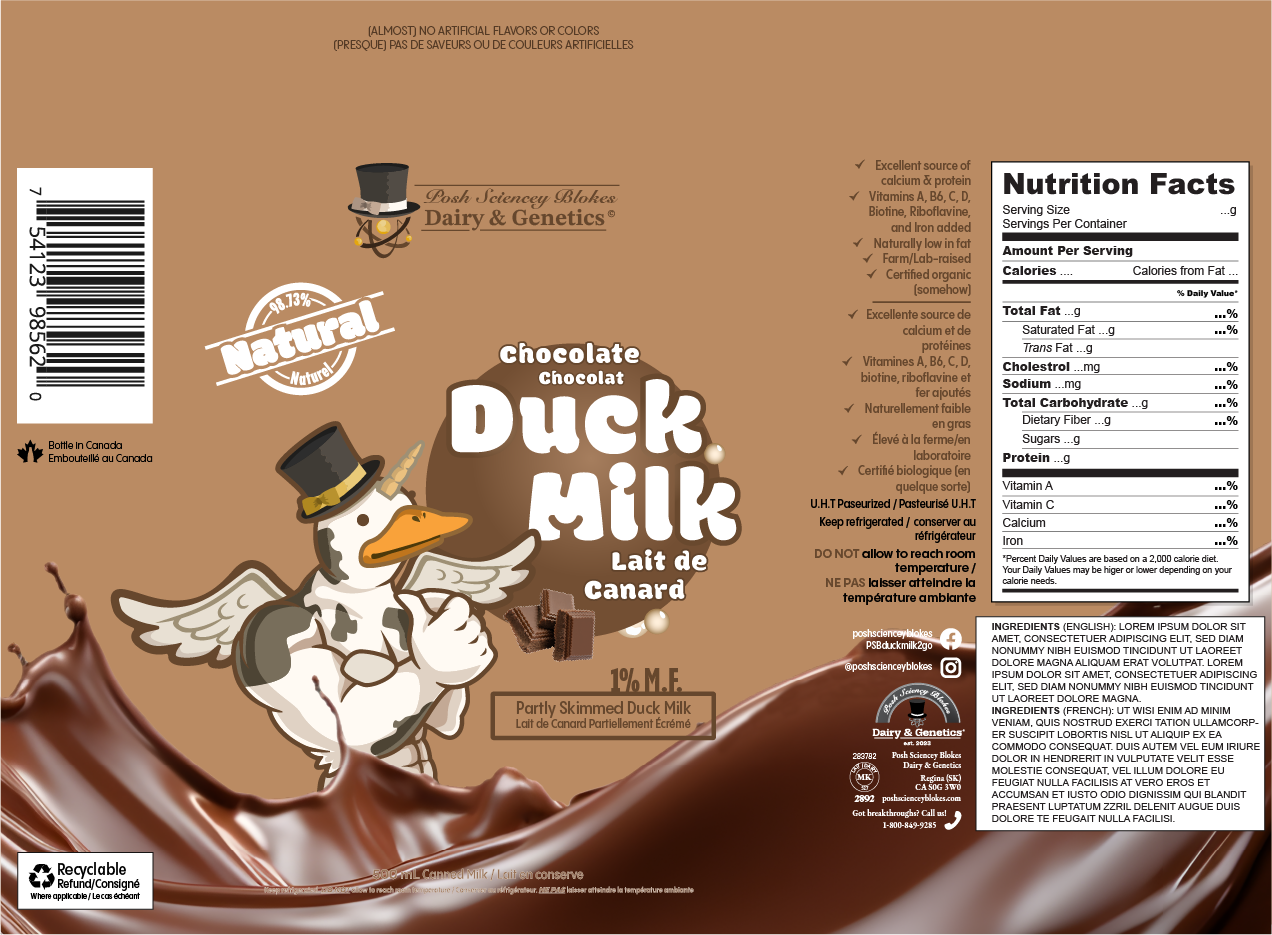 (ALMOST) NO ARTIFICIAL FLAVORS OR COLORS
(PRESQUE) PAS DE SAVEURS OU DE COULEURS ARTIFICIELLES
7 54123 98562 0
Bottle in Canada
Embouteillé au Canada
Posh Sciencey Blokes
Dairy & Genetics©
98.73%
Natural
Naturel
Chocolate
Chocolat
Duck
Milk
Lait de
Canard
1% M.F.
Partly Skimmed Duck Milk
Lait de Canard Partiellement Écrémé
500 mL Canned Milk / Lait en conserve
Keep refrigerated. DO NOT allow to reach room temperature / Conserver au réfrigérateur. NE PAS laisser atteindre la température ambiante
Recyclable
Refund/Consigné
Where applicable / Le cas échéant
✓ Excellent source of
calcium & protein
✓ Vitamins A, B6, C, D,
Biotine, Riboflavine,
and Iron added
✓ Naturally low in fat
✓ Farm/Lab-raised
✓ Certified organic
(somehow)
✓ Excellente source de
calcium et de
protéines
✓ Vitamines A, B6, C, D,
biotine, riboflavine et
fer ajoutés
✓ Naturellement faible
en gras
✓ Élevé à la ferme/en
laboratoire
✓ Certifié biologique (en
quelque sorte)
U.H.T Paseurized / Pasteurisé U.H.T
Keep refrigerated / conserver au
réfrigérateur
DO NOT allow to reach room
temperature /
NE PAS laisser atteindre la
température ambiante
poshscienceyblokes
PSBduckmilk2go
@poshscienceyblokes
Posh Sciencey Blokes
Dairy & Genetics
est. 2023
283782
MK
2892
Posh Sciencey Blokes
Dairy & Genetics
Regina (SK)
CA S0G 3W0
poshscienceyblokes.com
Got breakthroughs? Call us!
1-800-849-9285
Nutrition Facts
Serving Size ...g
Servings Per Container
Amount Per Serving
Calories .... Calories from Fat ...
% Daily Value*
Total Fat ...g ...%
Saturated Fat ...g ...%
Trans Fat ...g
Cholestrol ...mg ...%
Sodium ...mg ...%
Total Carbohydrate ...g ...%
Dietary Fiber ...g ...%
Sugars ...g
Protein ...g
Vitamin A ...%
Vitamin C ...%
Calcium ...%
Iron ...%
*Percent Daily Values are based on a 2,000 calorie diet.
Your Daily Values may be higer or lower depending on your
calorie needs.
INGREDIENTS (ENGLISH): LOREM IPSUM DOLOR SIT
AMET, CONSECTETUER ADIPISCING ELIT, SED DIAM
NONUMMY NIBH EUISMOD TINCIDUNT UT LAOREET
DOLORE MAGNA ALIQUAM ERAT VOLUTPAT. LOREM
IPSUM DOLOR SIT AMET, CONSECTETUER ADIPISCING
ELIT, SED DIAM NONUMMY NIBH EUISMOD TINCIDUNT
UT LAOREET DOLORE MAGNA.
INGREDIENTS (FRENCH): UT WISI ENIM AD MINIM
VENIAM, QUIS NOSTRUD EXERCI TATION ULLAMCORP-
ER SUSCIPIT LOBORTIS NISL UT ALIQUIP EX EA
COMMODO CONSEQUAT. DUIS AUTEM VEL EUM IRIURE
DOLOR IN HENDRERIT IN VULPUTATE VELIT ESSE
MOLESTIE CONSEQUAT, VEL ILLUM DOLORE EU
FEUGIAT NULLA FACILISIS AT VERO EROS ET
ACCUMSAN ET IUSTO ODIO DIGNISSIM QUI BLANDIT
PRAESENT LUPTATUM ZZRIL DELENIT AUGUE DUIS
DOLORE TE FEUGAIT NULLA FACILISI.